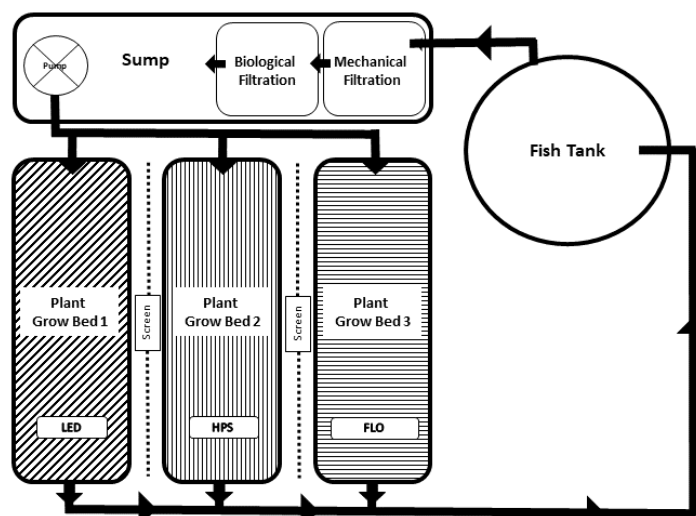 Pump
Sump
Biological
Filtration
Mechanical
Filtration
Fish Tank
Plant
Grow Bed 1
Screen
Plant
Grow Bed 2
Screen
Plant
Grow Bed 3
LED
HPS
FLO